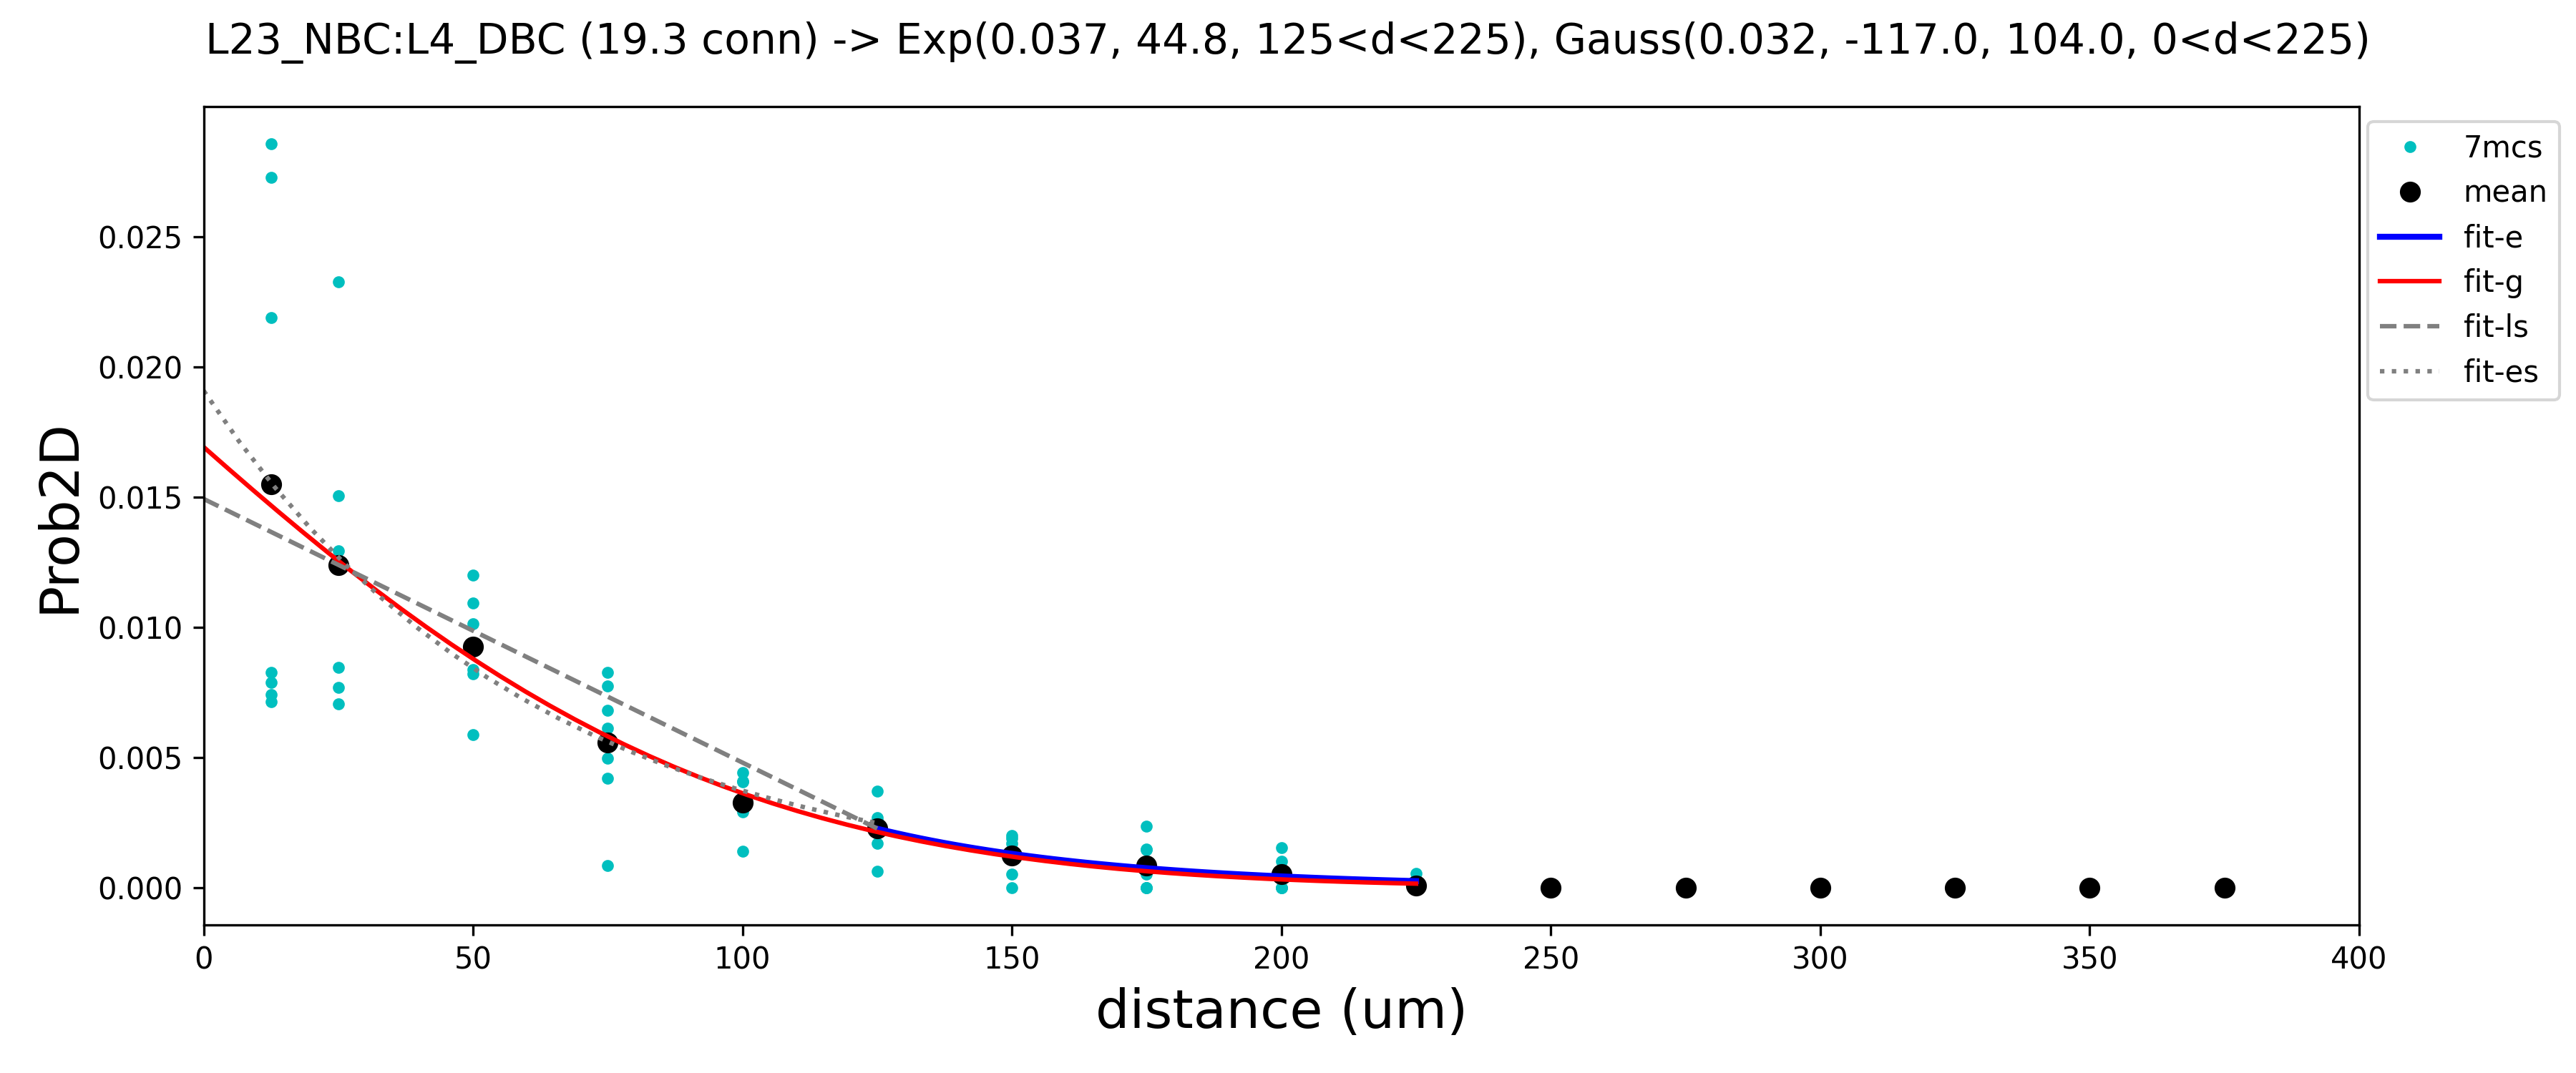 L23_NBC:L4_DBC (19.3 conn) -> Exp(0.037, 44.8, 125<d<225), Gauss(0.032, -117.0, 104.0, 0<d<225)
7mcs
mean
fit-e
fit-g
fit-ls
fit-es
Prob2D
0.025
0.020
0.015
0.010
0.005
0.000
0 50 100 150 200 250 300 350 400
distance (um)